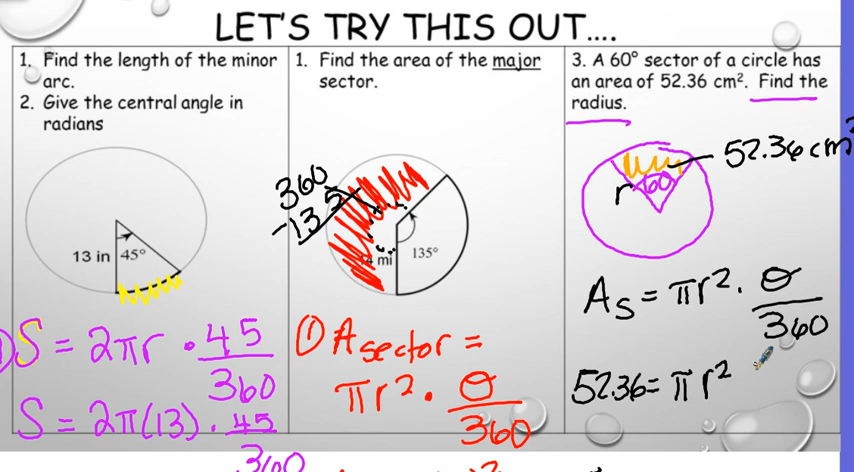 LET'S TRY THIS OUT....
1. Find the length of the minor
arc.
2. Give the central angle in
radians
13 in
45°
S = 2πr · 45/360
S = 2π(13) · 45/360
1. Find the area of the major
sector.
360
-135
mi
135°
① A sector =
πr² · θ/360
3. A 60° sector of a circle has
an area of 52.36 cm². Find the
radius.
52.36 cm²
r
60
A_S = πr² · θ/360
52.36 = πr²